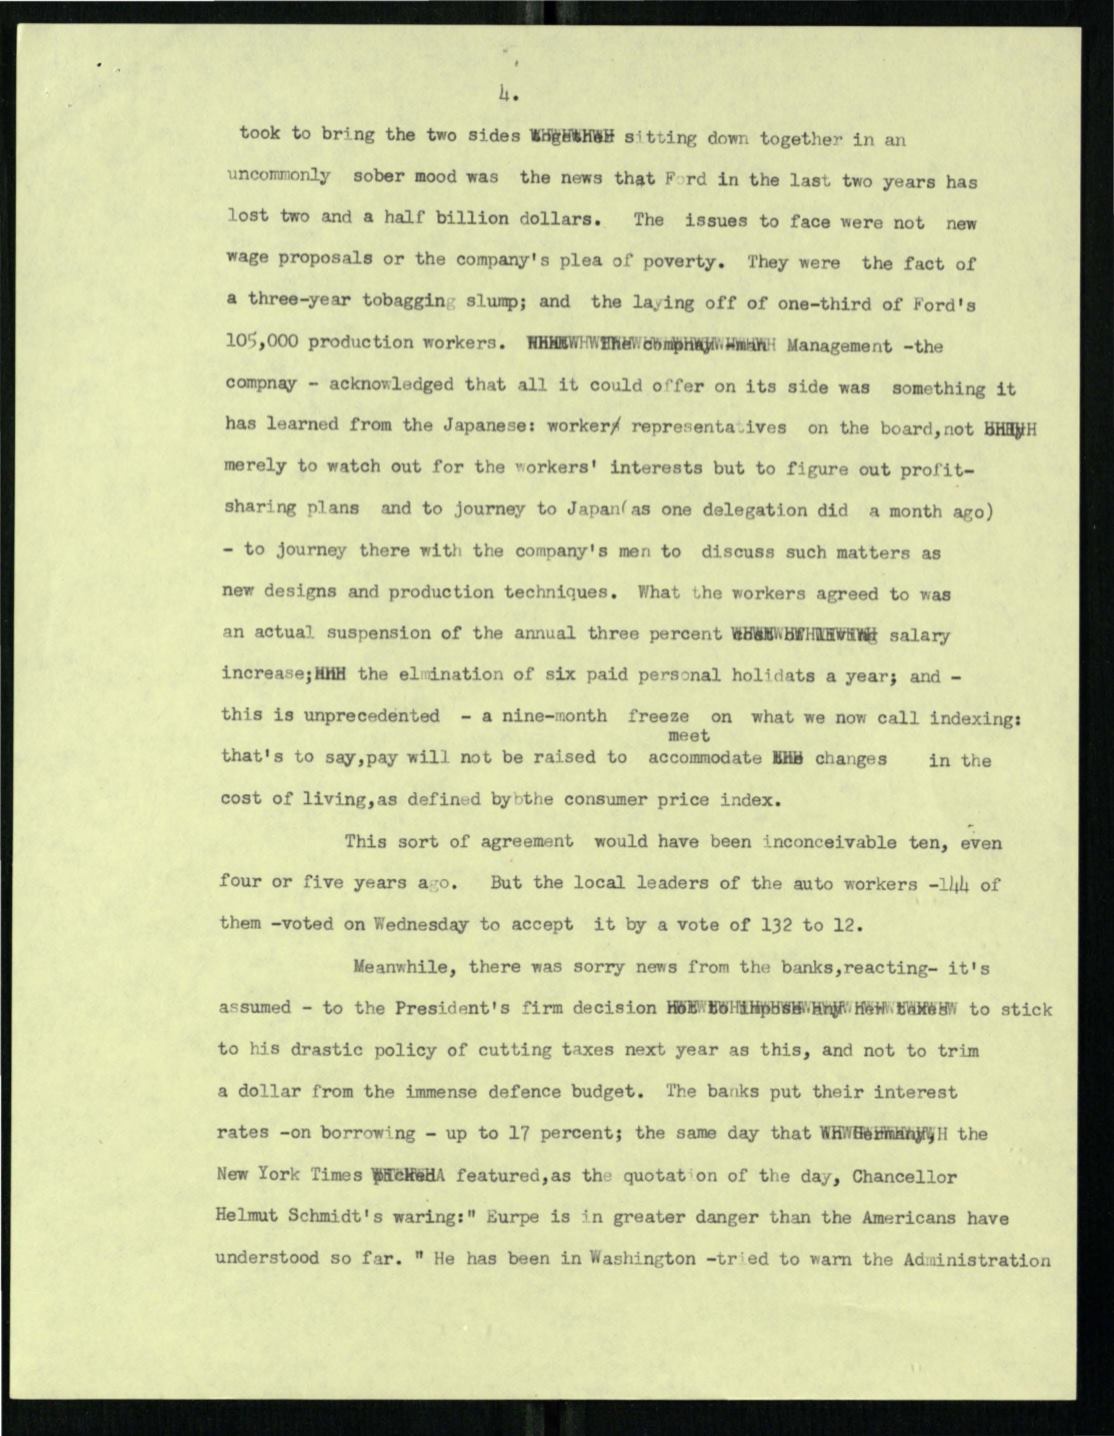 4.
took to bring the two sides sitting down together in an
uncommonly sober mood was the news that Ford in the last two years has
lost two and a half billion dollars. The issues to face were not new
wage proposals or the company's plea of poverty. They were the fact of
a three-year tobagging slump; and the laying off of one-third of Ford's
105,000 production workers. Management -the
compnay - acknowledged that all it could offer on its side was something it
has learned from the Japanese: worker representatives on the board,not
merely to watch out for the workers' interests but to figure out profit-
sharing plans and to journey to Japan(as one delegation did a month ago)
- to journey there with the company's men to discuss such matters as
new designs and production techniques. What the workers agreed to was
an actual suspension of the annual three percent salary
increase; the elmination of six paid personal holidats a year; and -
this is unprecedented - a nine-month freeze on what we now call indexing:
meet
that's to say,pay will not be raised to accommodate changes in the
cost of living,as defined bybthe consumer price index.
This sort of agreement would have been inconceivable ten, even
four or five years ago. But the local leaders of the auto workers -144 of
them -voted on Wednesday to accept it by a vote of 132 to 12.
Meanwhile, there was sorry news from the banks,reacting- it's
assumed - to the President's firm decision to stick
to his drastic policy of cutting taxes next year as this, and not to trim
a dollar from the immense defence budget. The banks put their interest
rates -on borrowing - up to 17 percent; the same day that the
New York Times featured,as the quotation of the day, Chancellor
Helmut Schmidt's waring:" Eurpe is in greater danger than the Americans have
understood so far. " He has been in Washington -tried to warn the Administration